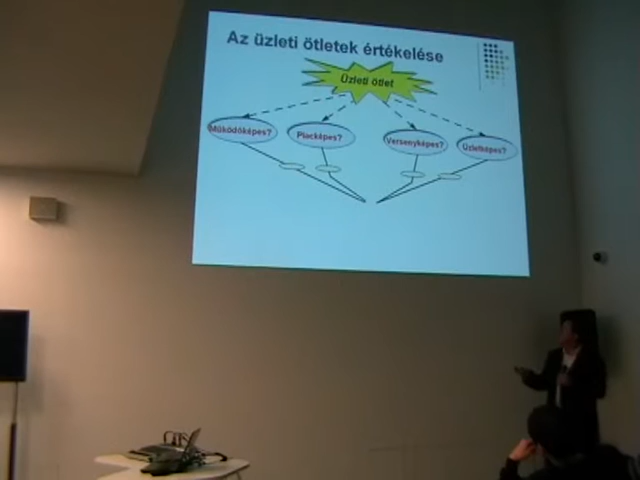 Az üzleti ötletek értékelése
Üzleti ötlet
Működőképes?
Piacképes?
Versenyképes?
Üzletképes?